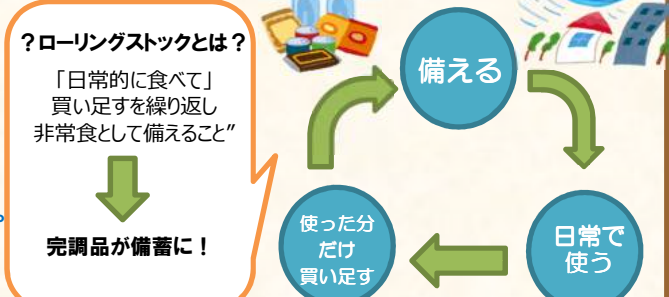 ?ローリングストックとは?
「日常的に食べて」
買い足すを繰り返し
非常食として備えること”
完調品が備蓄に!
備える
日常で
使う
使った分
だけ
買い足す